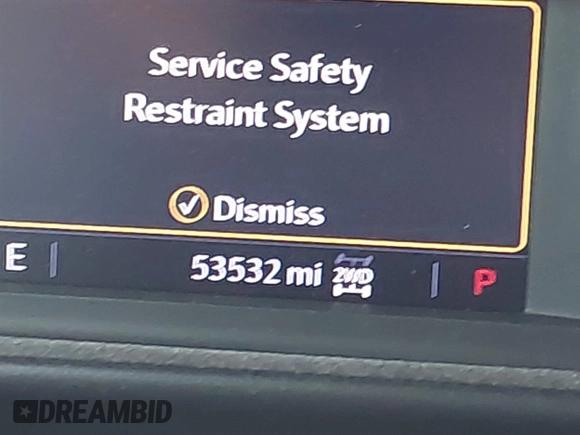 Service Safety
Restraint System
Dismiss
E
53532 mi 2WD
P
DREAMBID